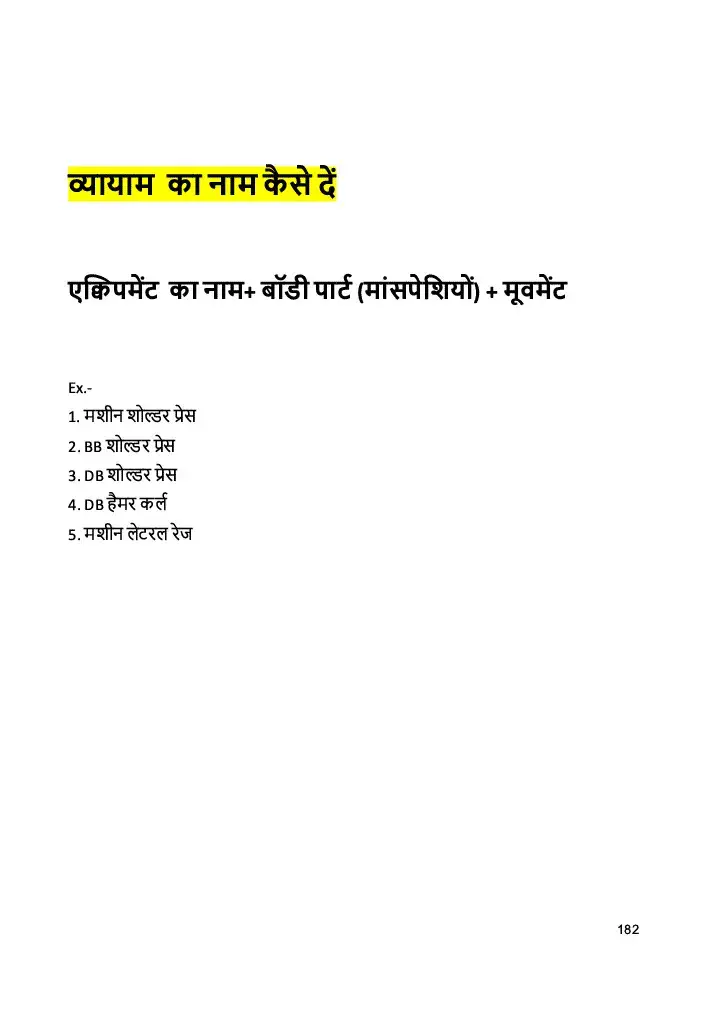 व्यायाम का नाम कैसे दें
एक्विपमेंट का नाम+ बॉडी पार्ट (मांसपेशियों) + मूवमेंट
Ex.-
1. मशीन शोल्डर प्रेस
2. BB शोल्डर प्रेस
3. DB शोल्डर प्रेस
4. DB हैमर कर्ल
5. मशीन लेटरल रेज
182